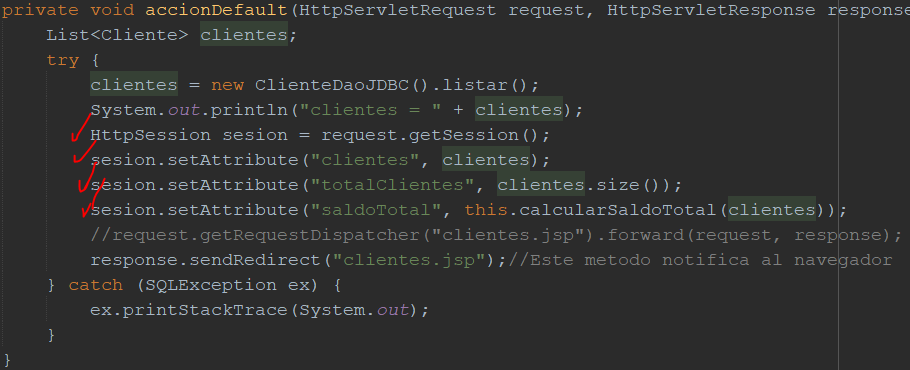 private void accionDefault(HttpServletRequest request, HttpServletResponse response
List<Cliente> clientes;
try {
clientes = new ClienteDaoJDBC().listar();
System.out.println("clientes = " + clientes);
HttpSession sesion = request.getSession();
sesion.setAttribute("clientes", clientes);
sesion.setAttribute("totalClientes", clientes.size());
sesion.setAttribute("saldoTotal", this.calcularSaldoTotal(clientes));
//request.getRequestDispatcher("clientes.jsp").forward(request, response);
response.sendRedirect("clientes.jsp");//Este metodo notifica al navegador
} catch (SQLException ex) {
ex.printStackTrace(System.out);
}
}